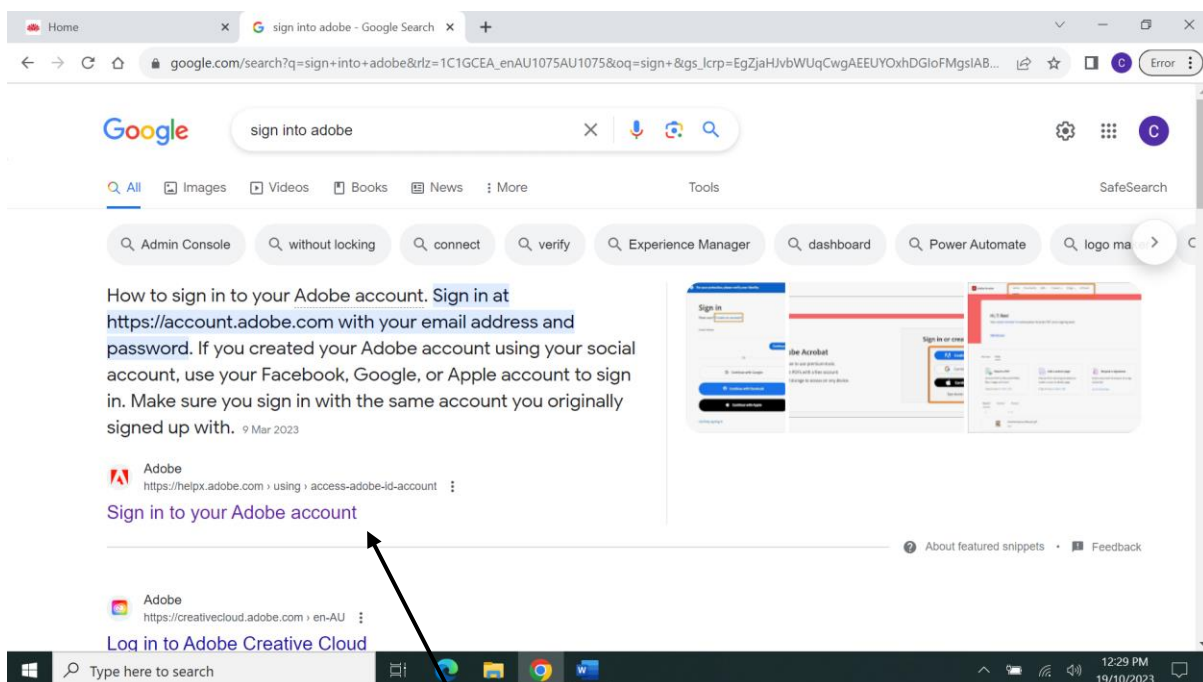 Home
sign into adobe - Google Search
google.com/search?q=sign+into+adobe&rlz=1C1GCEA_enAU1075AU1075&oq=sign+&gs_lcrp=EgZjaHJvbWUqCwgAEEUYOxhDGIoFMgsIAB...
C
Error
Google
sign into adobe
C
All Images Videos Books News More Tools SafeSearch
Admin Console without locking connect verify Experience Manager dashboard Power Automate logo
How to sign in to your Adobe account. Sign in at
https://account.adobe.com with your email address and
password. If you created your Adobe account using your social
account, use your Facebook, Google, or Apple account to sign
in. Make sure you sign in with the same account you originally
signed up with. 9 Mar 2023
Sign in
Adobe Acrobat
Adobe
https://helpx.adobe.com › using › access-adobe-id-account
Sign in to your Adobe account
About featured snippets • Feedback
Adobe
https://creativecloud.adobe.com › en-AU
Log in to Adobe Creative Cloud
Type here to search
12:29 PM
19/10/2023